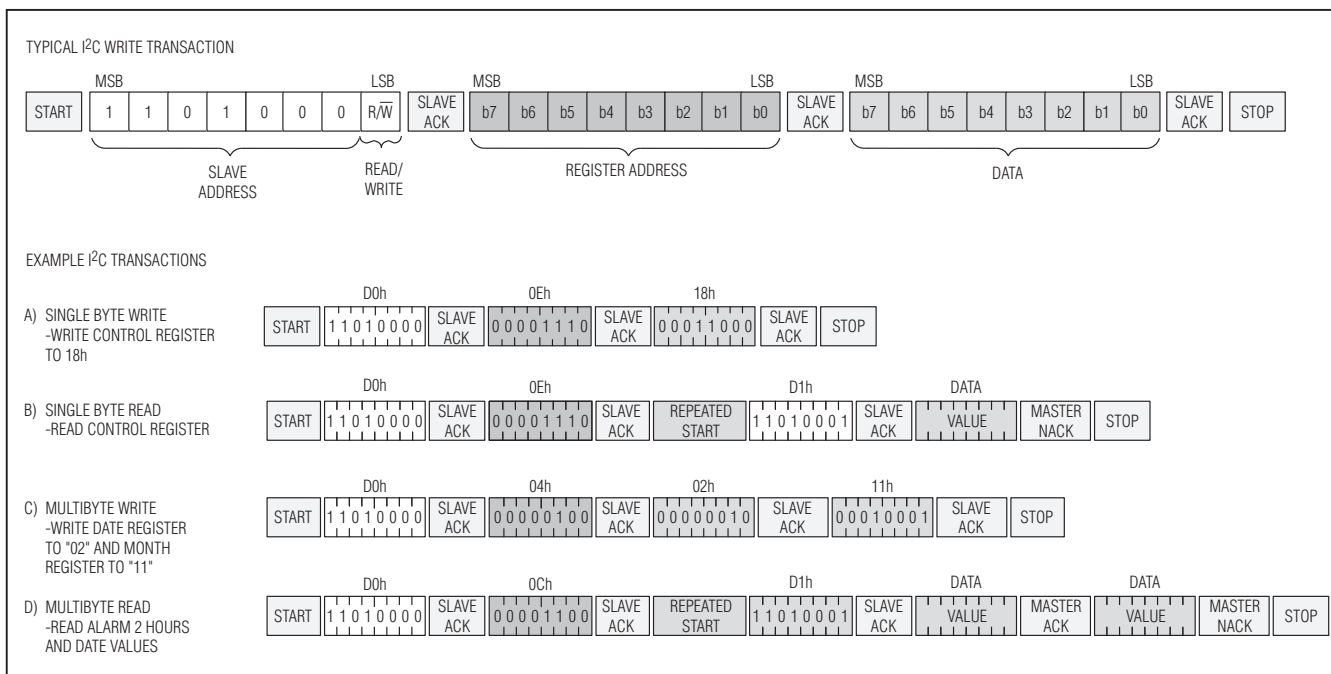 TYPICAL I2C WRITE TRANSACTION
MSB LSB MSB LSB MSB LSB
START 1 1 0 1 0 0 0 R/W̅ SLAVE ACK b7 b6 b5 b4 b3 b2 b1 b0 SLAVE ACK b7 b6 b5 b4 b3 b2 b1 b0 SLAVE ACK STOP
SLAVE ADDRESS READ/WRITE REGISTER ADDRESS DATA
EXAMPLE I2C TRANSACTIONS
D0h 0Eh 18h
A) SINGLE BYTE WRITE
-WRITE CONTROL REGISTER
TO 18h
START 11010000 SLAVE ACK 00001110 SLAVE ACK 00011000 SLAVE ACK STOP
D0h 0Eh D1h DATA
B) SINGLE BYTE READ
-READ CONTROL REGISTER
START 11010000 SLAVE ACK 00001110 SLAVE ACK REPEATED START 11010001 SLAVE ACK VALUE MASTER NACK STOP
D0h 04h 02h 11h
C) MULTIBYTE WRITE
-WRITE DATE REGISTER
TO "02" AND MONTH
REGISTER TO "11"
START 11010000 SLAVE ACK 00000100 SLAVE ACK 00000010 SLAVE ACK 00010001 SLAVE ACK STOP
D0h 0Ch D1h DATA DATA
D) MULTIBYTE READ
-READ ALARM 2 HOURS
AND DATE VALUES
START 11010000 SLAVE ACK 00001100 SLAVE ACK REPEATED START 11010001 SLAVE ACK VALUE MASTER ACK VALUE MASTER NACK STOP